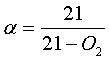 α = 21 / (21 − O₂)